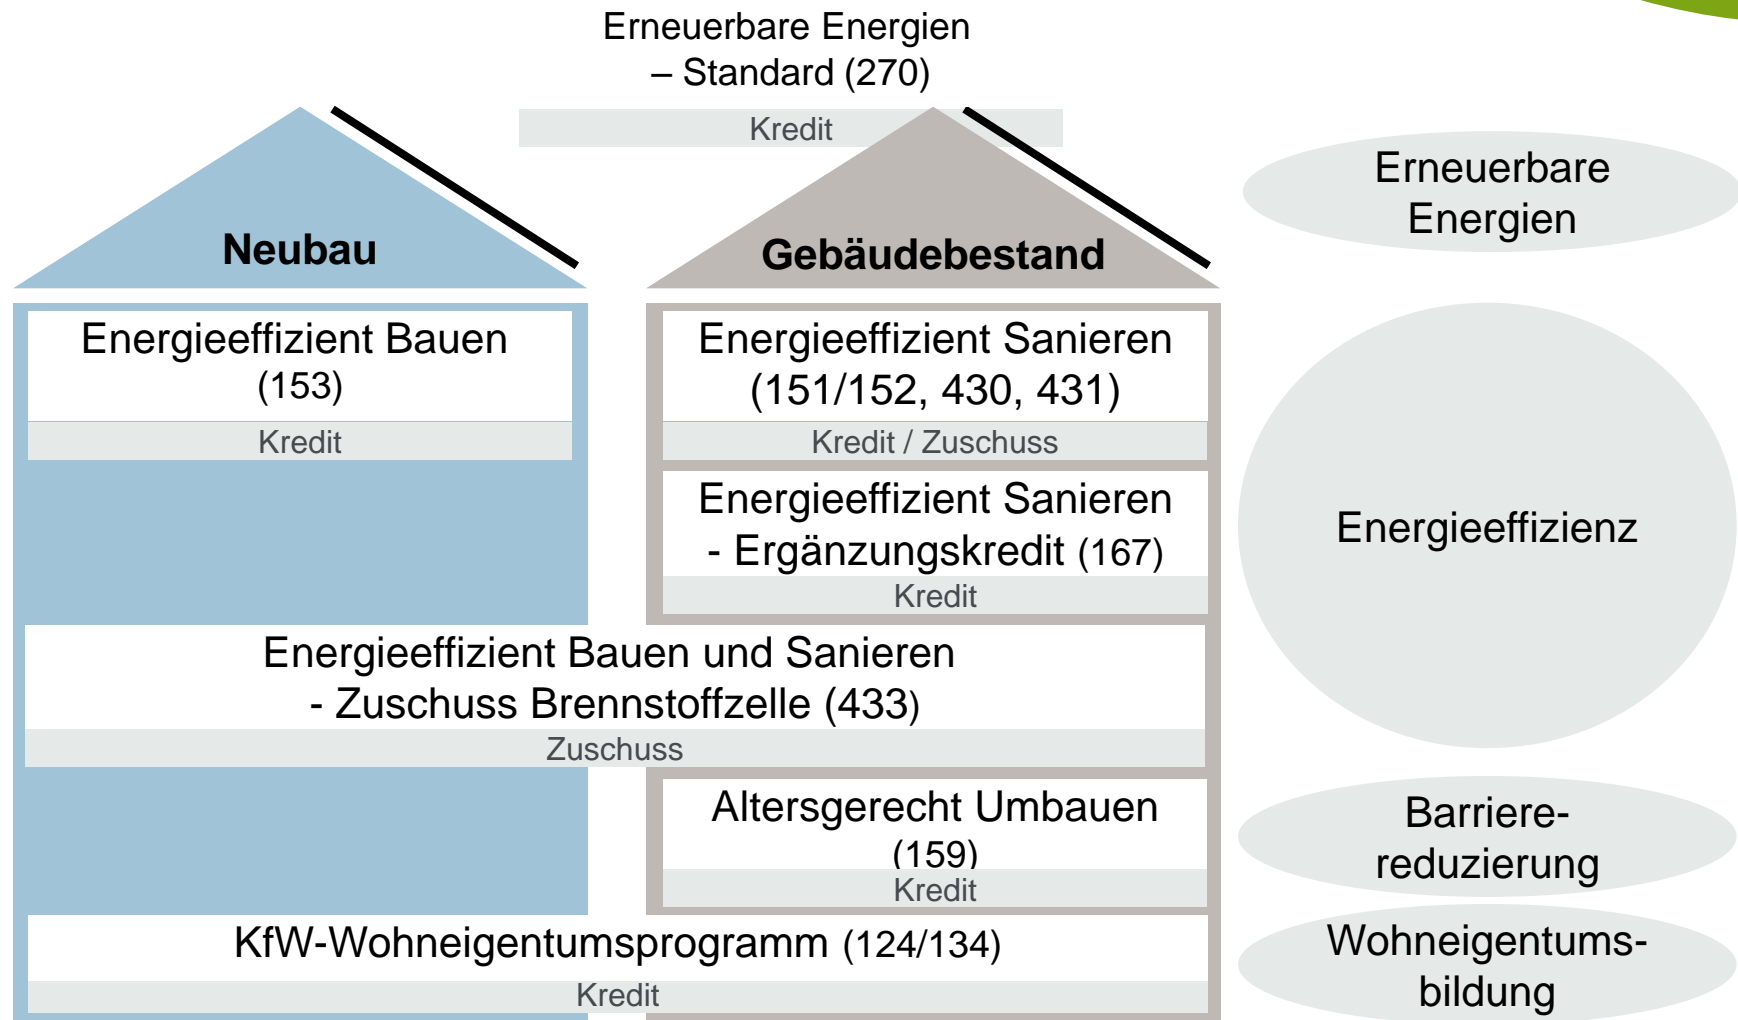 Erneuerbare Energien
– Standard (270)
Kredit
Neubau
Gebäudebestand
Erneuerbare
Energien
Energieeffizient Bauen
(153)
Kredit
Energieeffizient Sanieren
(151/152, 430, 431)
Kredit / Zuschuss
Energieeffizient Sanieren
- Ergänzungskredit (167)
Kredit
Energieeffizienz
Energieeffizient Bauen und Sanieren
- Zuschuss Brennstoffzelle (433)
Zuschuss
Altersgerecht Umbauen
(159)
Kredit
Barriere-
reduzierung
KfW-Wohneigentumsprogramm (124/134)
Kredit
Wohneigentums-
bildung